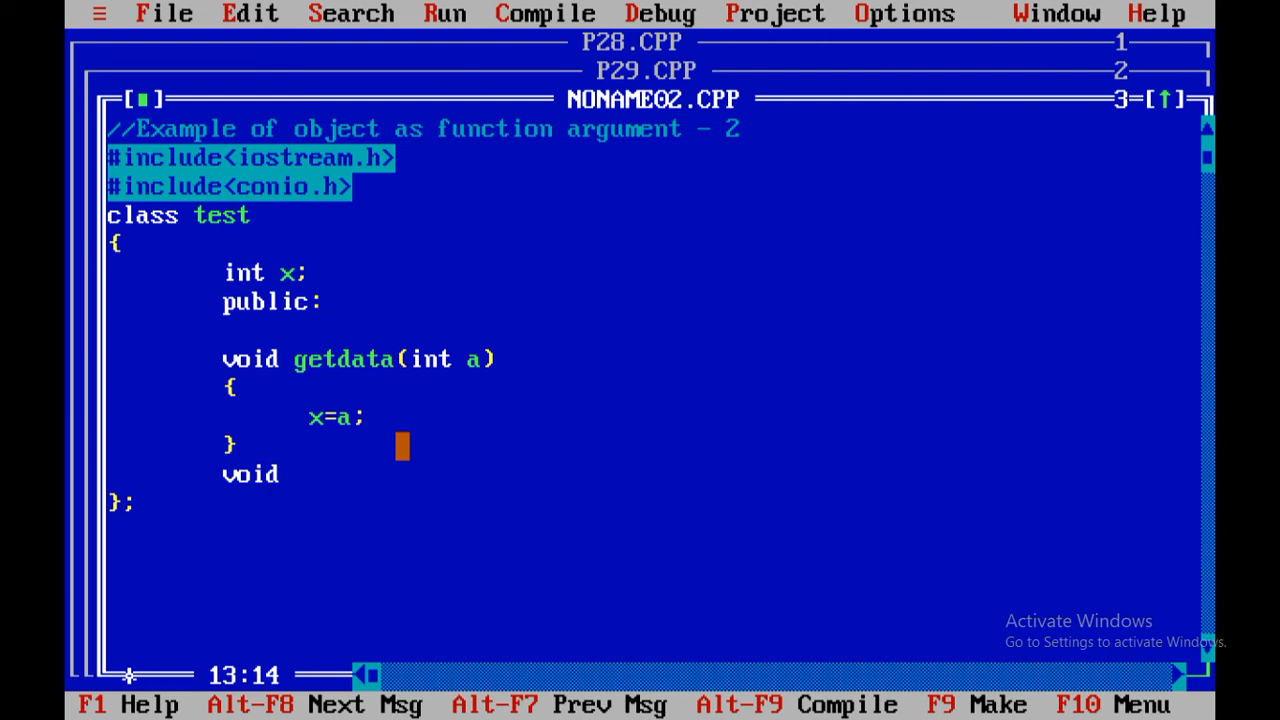 ≡ File Edit Search Run Compile Debug Project Options Window Help
P28.CPP 1
P29.CPP 2
[■] NONAME02.CPP 3=[↑]
//Example of object as function argument - 2
#include<iostream.h>
#include<conio.h>
class test
{
int x;
public:
void getdata(int a)
{
x=a;
}
void
};
Activate Windows
Go to Settings to activate Windows.
13:14
F1 Help Alt-F8 Next Msg Alt-F7 Prev Msg Alt-F9 Compile F9 Make F10 Menu